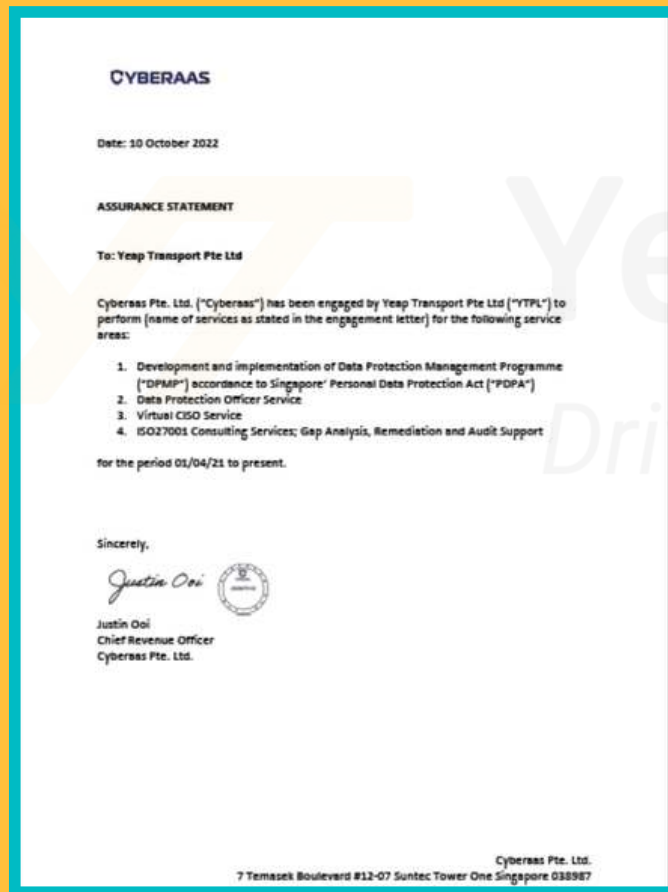 CYBERAAS
Date: 10 October 2022
ASSURANCE STATEMENT
To: Yeap Transport Pte Ltd
Cyberaas Pte. Ltd. ("Cyberaas") has been engaged by Yeap Transport Pte Ltd ("YTPL") to
perform [name of services as stated in the engagement letter] for the following service
areas:
1. Development and implementation of Data Protection Management Programme
("DPMP") accordance to Singapore' Personal Data Protection Act ("PDPA")
2. Data Protection Officer Service
3. Virtual CISO Service
4. ISO27001 Consulting Services; Gap Analysis, Remediation and Audit Support
for the period 01/04/21 to present.
Ye
Dri
Sincerely,
Justin Ooi
Justin Ooi
Chief Revenue Officer
Cyberaas Pte. Ltd.
Cyberaas Pte. Ltd.
7 Temasek Boulevard #12-07 Suntec Tower One Singapore 038987